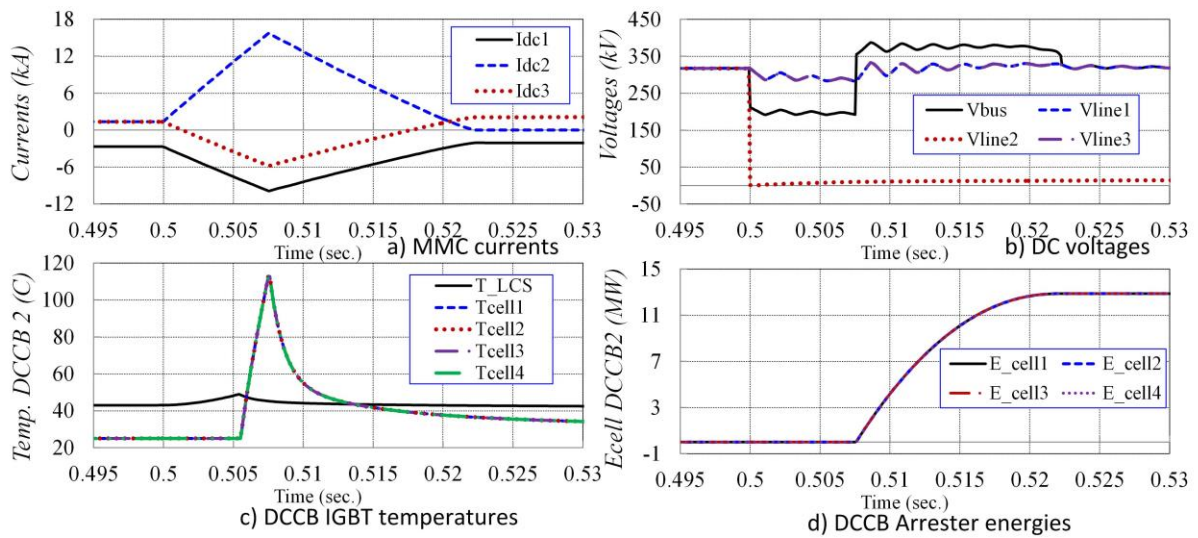 Currents (kA)
18
12
6
0
-6
-12
Idc1
Idc2
Idc3
0.495 0.5 0.505 0.51 0.515 0.52 0.525 0.53
Time (sec.)
a) MMC currents
Voltages (kV)
450
350
250
150
50
-50
Vbus Vline1
Vline2 Vline3
0.495 0.5 0.505 0.51 0.515 0.52 0.525 0.53
Time (sec.)
b) DC voltages
Temp. DCCB 2 (C)
120
100
80
60
40
20
T_LCS
Tcell1
Tcell2
Tcell3
Tcell4
0.495 0.5 0.505 0.51 0.515 0.52 0.525 0.53
Time (sec.)
c) DCCB IGBT temperatures
Ecell DCCB2 (MW)
15
11
7
3
-1
E_cell1 E_cell2
E_cell3 E_cell4
0.495 0.5 0.505 0.51 0.515 0.52 0.525 0.53
Time (sec.)
d) DCCB Arrester energies